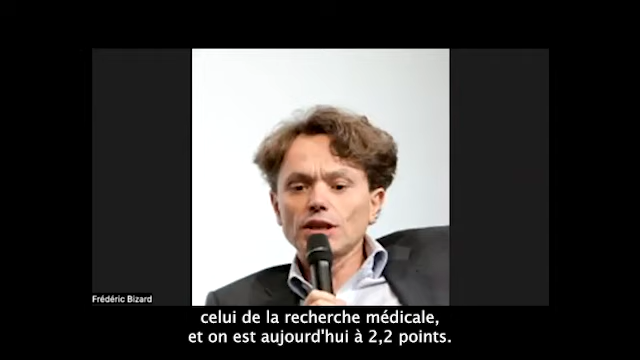 Frédéric Bizard
celui de la recherche médicale,
et on est aujourd'hui à 2,2 points.